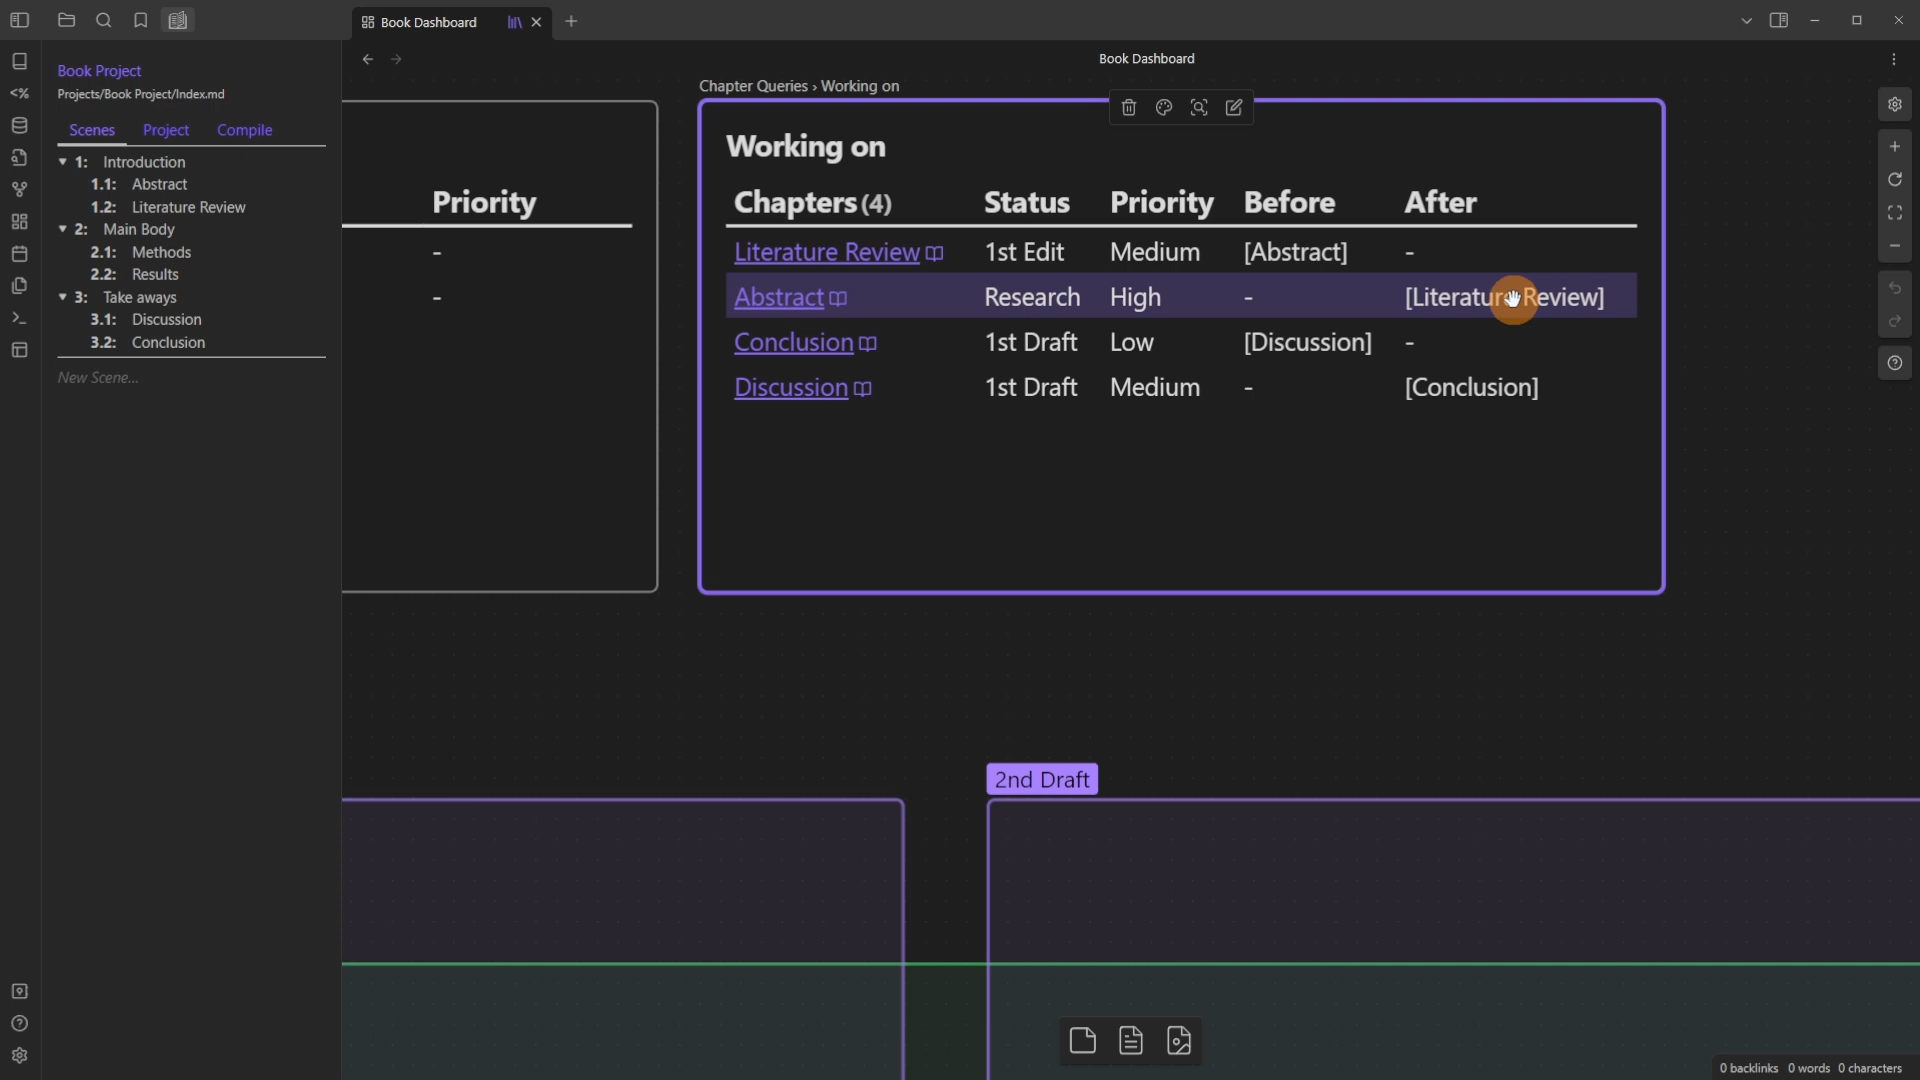 Book Dashboard
Book Dashboard
Book Project
Projects/Book Project/Index.md
Scenes Project Compile
1: Introduction
1.1: Abstract
1.2: Literature Review
2: Main Body
2.1: Methods
2.2: Results
3: Take aways
3.1: Discussion
3.2: Conclusion
New Scene...
Priority
-
-
Chapter Queries › Working on
Working on
Chapters (4) Status Priority Before After
Literature Review 1st Edit Medium [Abstract] -
Abstract Research High - [Literature Review]
Conclusion 1st Draft Low [Discussion] -
Discussion 1st Draft Medium - [Conclusion]
2nd Draft
0 backlinks 0 words 0 characters